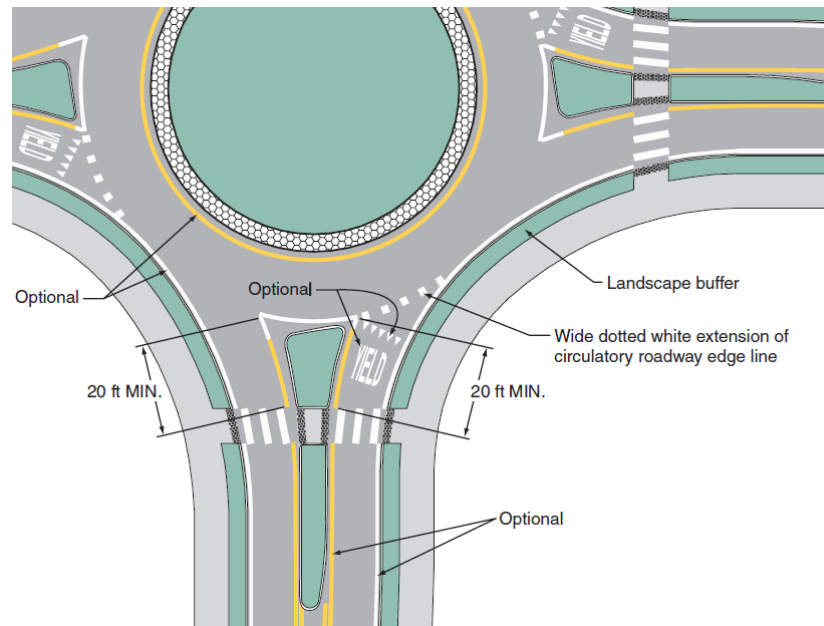 YIELD
YIELD
Optional
Optional
Landscape buffer
Wide dotted white extension of
circulatory roadway edge line
20 ft MIN.
YIELD
20 ft MIN.
Optional